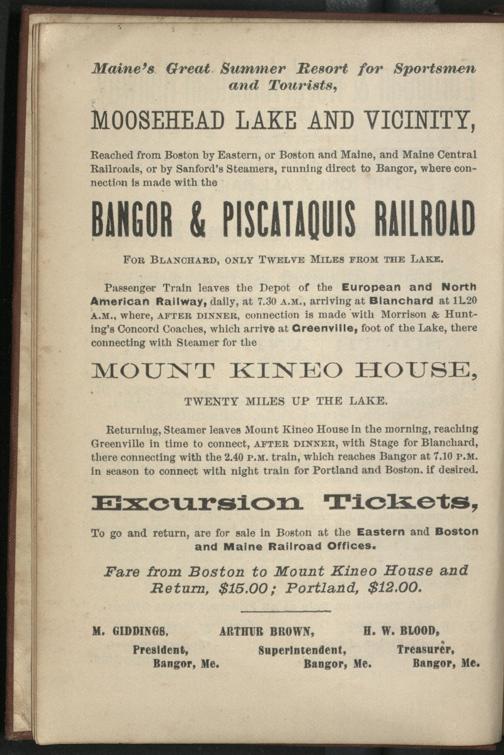 Maine's Great Summer Resort for Sportsmen
and Tourists,
MOOSEHEAD LAKE AND VICINITY,
Reached from Boston by Eastern, or Boston and Maine, and Maine Central
Railroads, or by Sanford's Steamers, running direct to Bangor, where con-
nection is made with the
BANGOR & PISCATAQUIS RAILROAD
FOR BLANCHARD, ONLY TWELVE MILES FROM THE LAKE.
Passenger Train leaves the Depot of the European and North
American Railway, daily, at 7.30 A.M., arriving at Blanchard at 11.20
A.M., where, AFTER DINNER, connection is made with Morrison & Hunt-
ing's Concord Coaches, which arrive at Greenville, foot of the Lake, there
connecting with Steamer for the
MOUNT KINEO HOUSE,
TWENTY MILES UP THE LAKE.
Returning, Steamer leaves Mount Kineo House in the morning, reaching
Greenville in time to connect, AFTER DINNER, with Stage for Blanchard,
there connecting with the 2.40 P.M. train, which reaches Bangor at 7.10 P.M.
in season to connect with night train for Portland and Boston. if desired.
Excursion Tickets,
To go and return, are for sale in Boston at the Eastern and Boston
and Maine Railroad Offices.
Fare from Boston to Mount Kineo House and
Return, $15.00; Portland, $12.00.
M. GIDDINGS, ARTHUR BROWN, H. W. BLOOD,
President, Superintendent, Treasurer,
Bangor, Me. Bangor, Me. Bangor, Me.